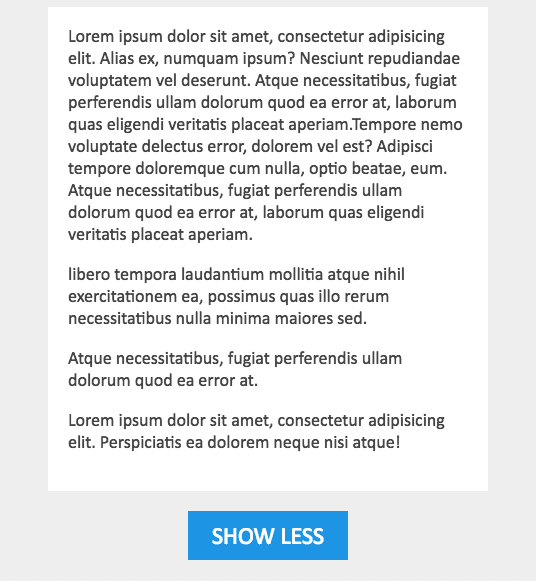 Lorem ipsum dolor sit amet, consectetur adipisicing
elit. Alias ex, numquam ipsum? Nesciunt repudiandae
voluptatem vel deserunt. Atque necessitatibus, fugiat
perferendis ullam dolorum quod ea error at, laborum
quas eligendi veritatis placeat aperiam.Tempore nemo
voluptate delectus error, dolorem vel est? Adipisci
tempore doloremque cum nulla, optio beatae, eum.
Atque necessitatibus, fugiat perferendis ullam
dolorum quod ea error at, laborum quas eligendi
veritatis placeat aperiam.
libero tempora laudantium mollitia atque nihil
exercitationem ea, possimus quas illo rerum
necessitatibus nulla minima maiores sed.
Atque necessitatibus, fugiat perferendis ullam
dolorum quod ea error at.
Lorem ipsum dolor sit amet, consectetur adipisicing
elit. Perspiciatis ea dolorem neque nisi atque!
SHOW LESS